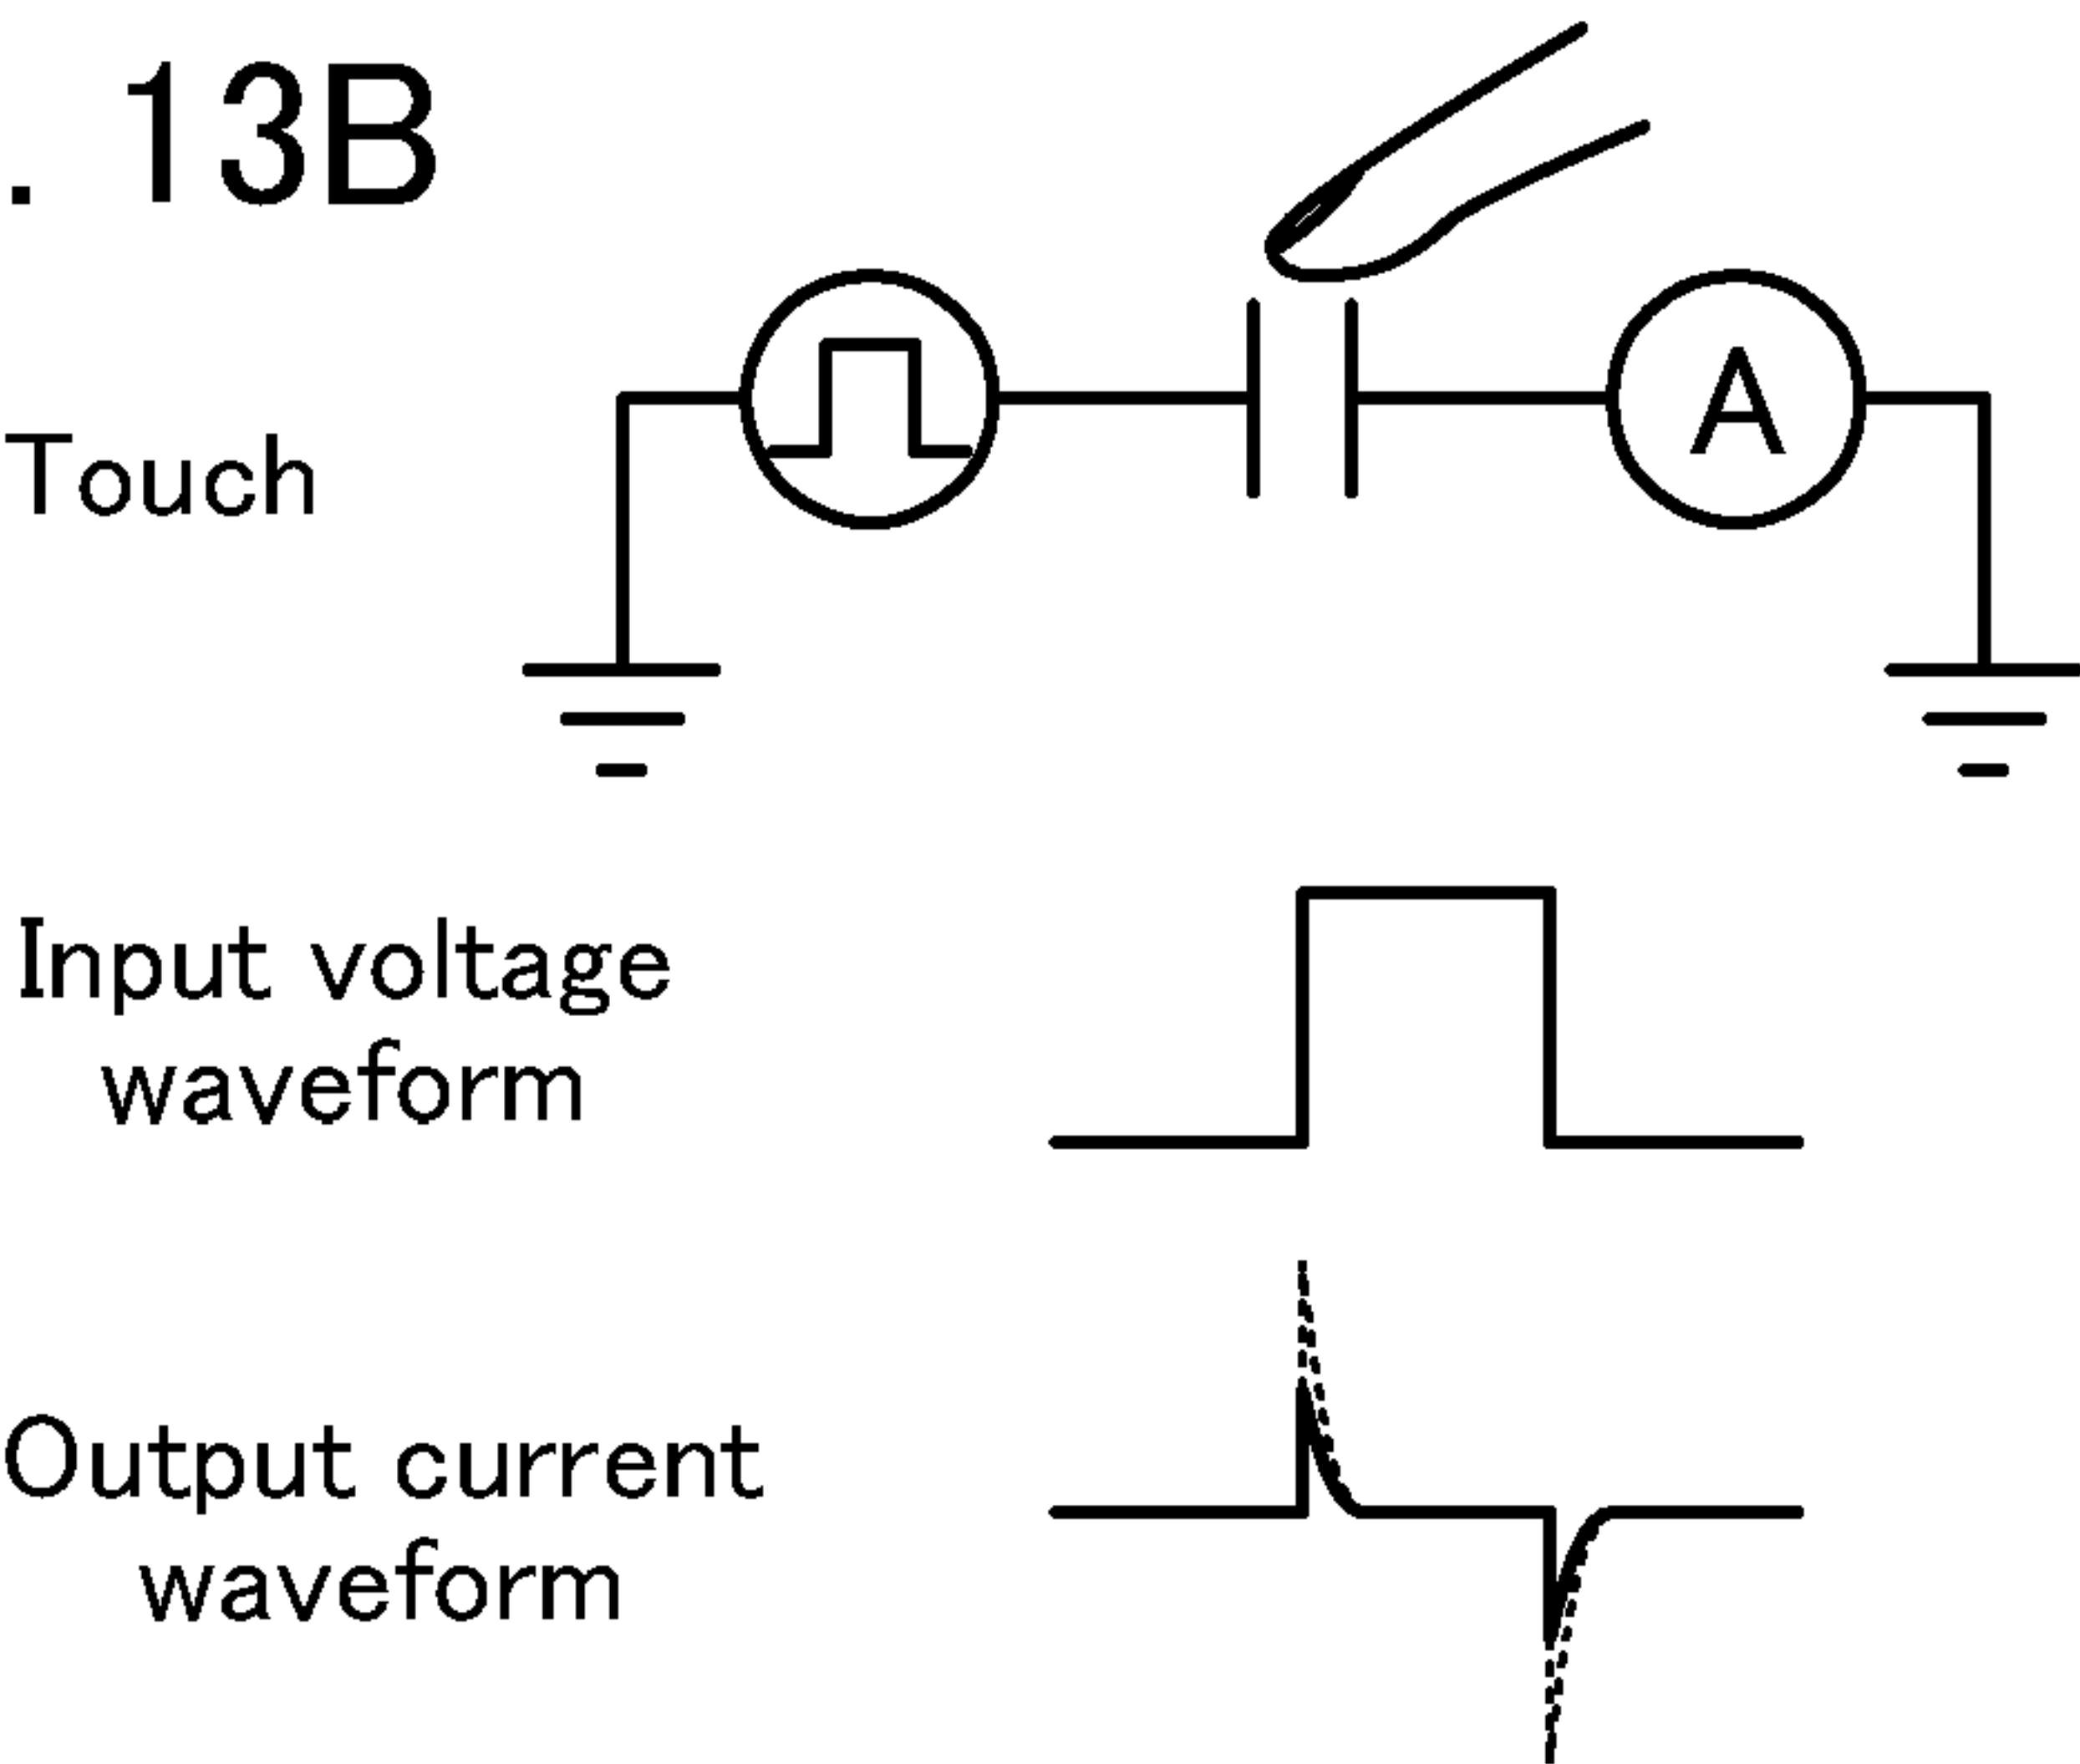 . 13B
Touch
A
Input voltage
waveform
Output current
waveform